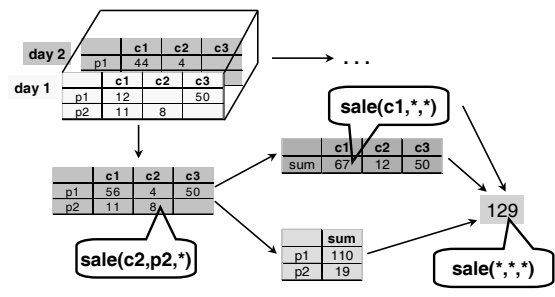 day 2
c1 c2 c3
p1 44 4
day 1
c1 c2 c3
p1 12 50
p2 11 8
. . .
sale(c1,*,*)
c1 c2 c3
sum 67 12 50
c1 c2 c3
p1 56 4 50
p2 11 8
129
sale(c2,p2,*)
sum
p1 110
p2 19
sale(*,*,*)